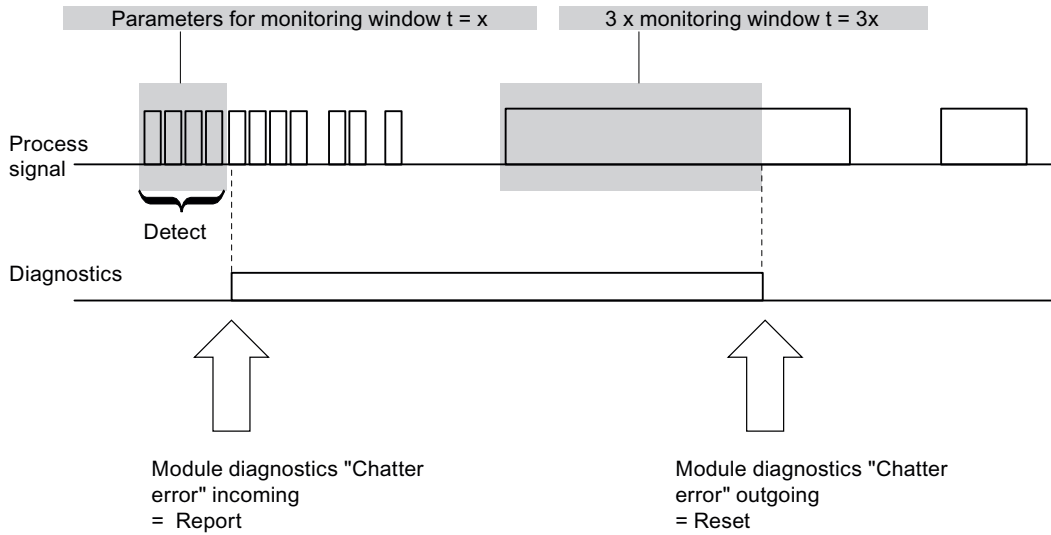 Parameters for monitoring window t = x
3 x monitoring window t = 3x
Process
signal
Detect
Diagnostics
Module diagnostics "Chatter
error" incoming
= Report
Module diagnostics "Chatter
error" outgoing
= Reset